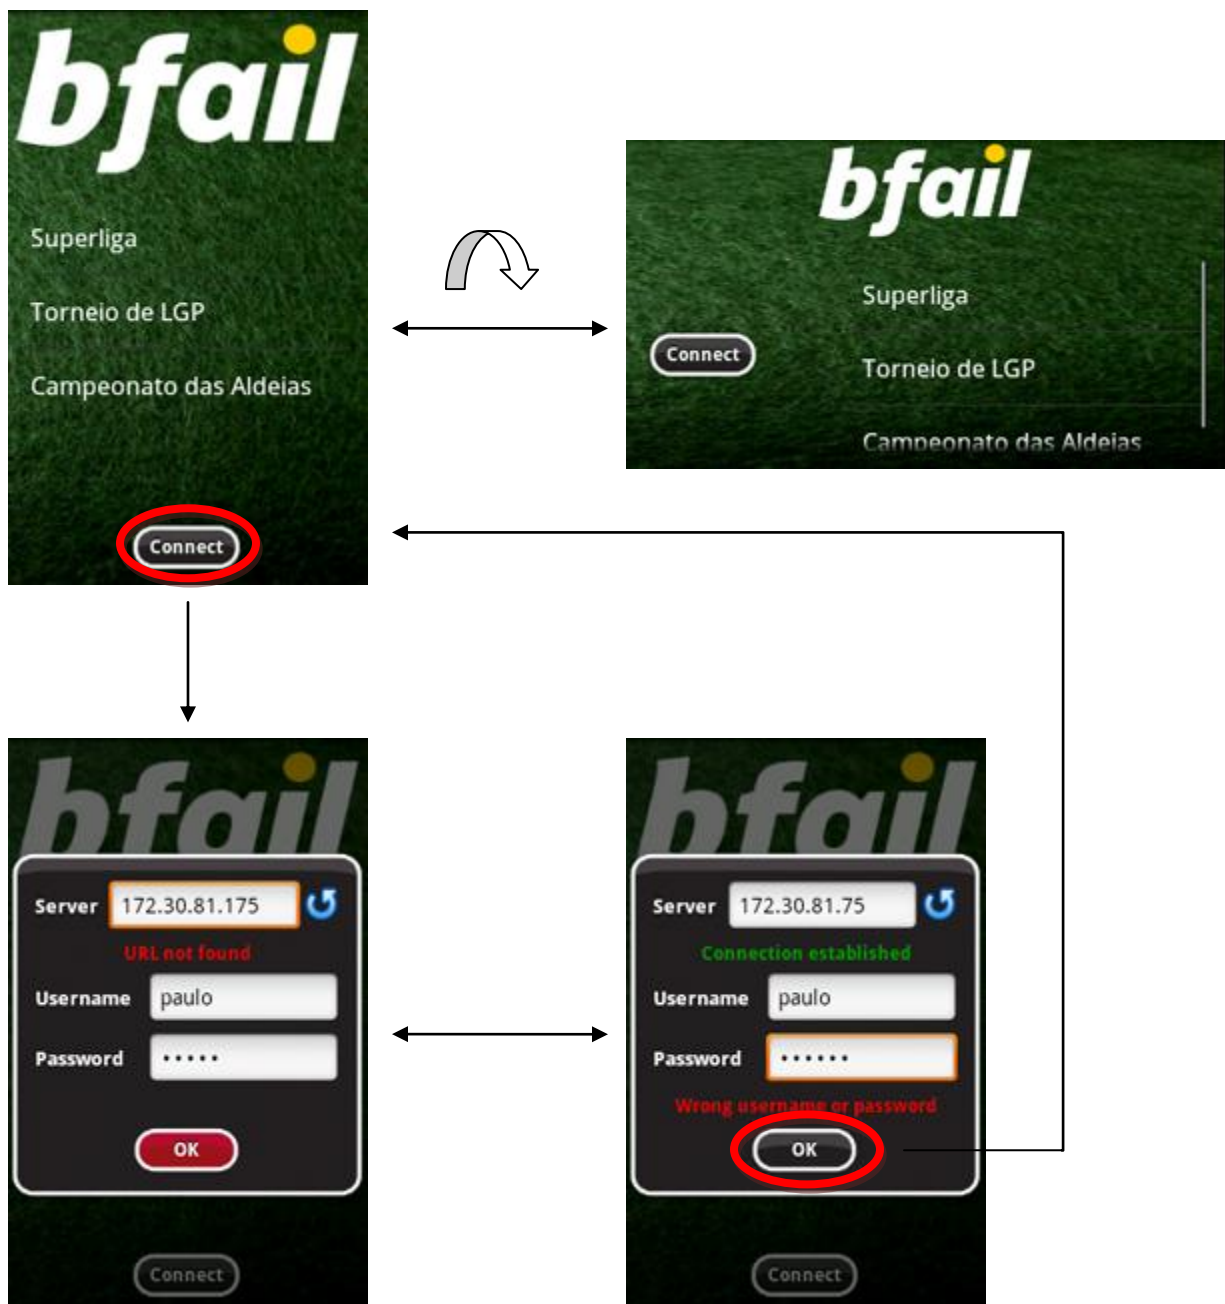 bfail
Superliga
Torneio de LGP
Campeonato das Aldeias
Connect
bfail
Connect
Superliga
Torneio de LGP
Campeonato das Aldeias
bfail
Server 172.30.81.175
URL not found
Username paulo
Password •••••
OK
Connect
bfail
Server 172.30.81.75
Connection established
Username paulo
Password ••••••
Wrong username or password
OK
Connect